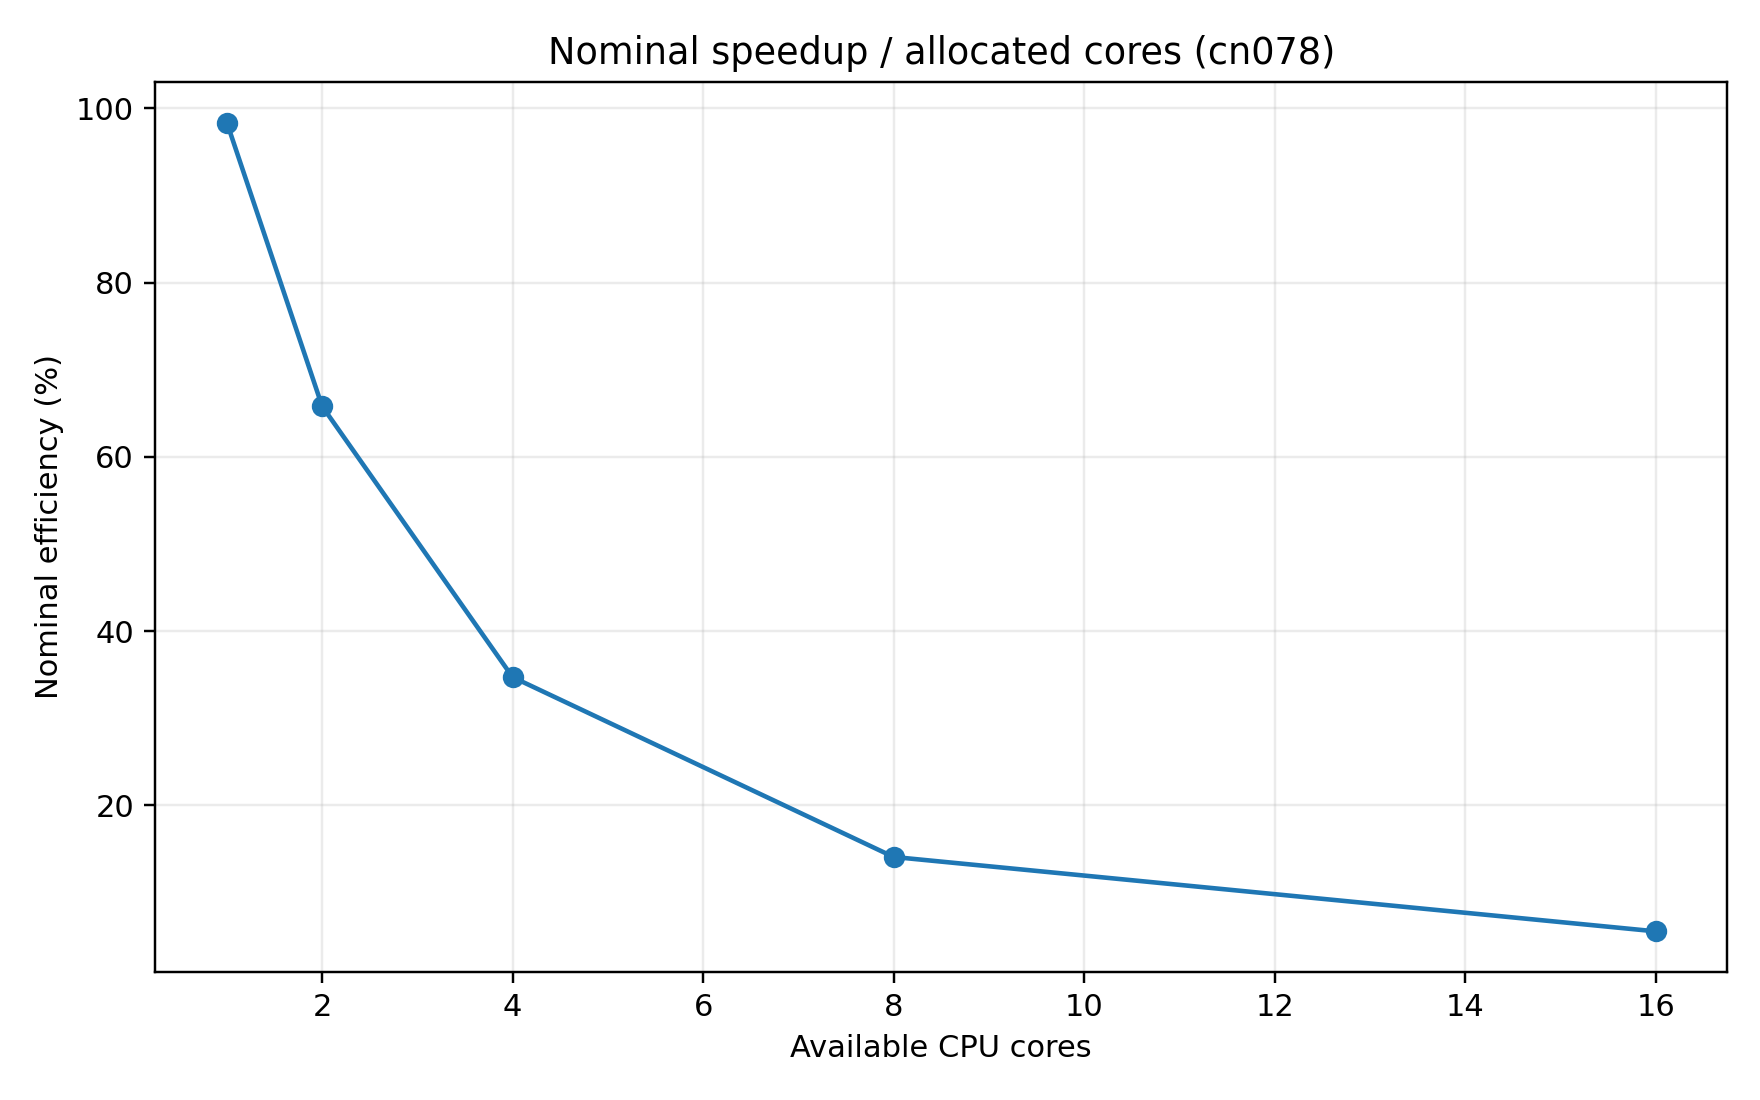 Nominal speedup / allocated cores (cn078)
100
80
60
40
20
Nominal efficiency (%)
2 4 6 8 10 12 14 16
Available CPU cores